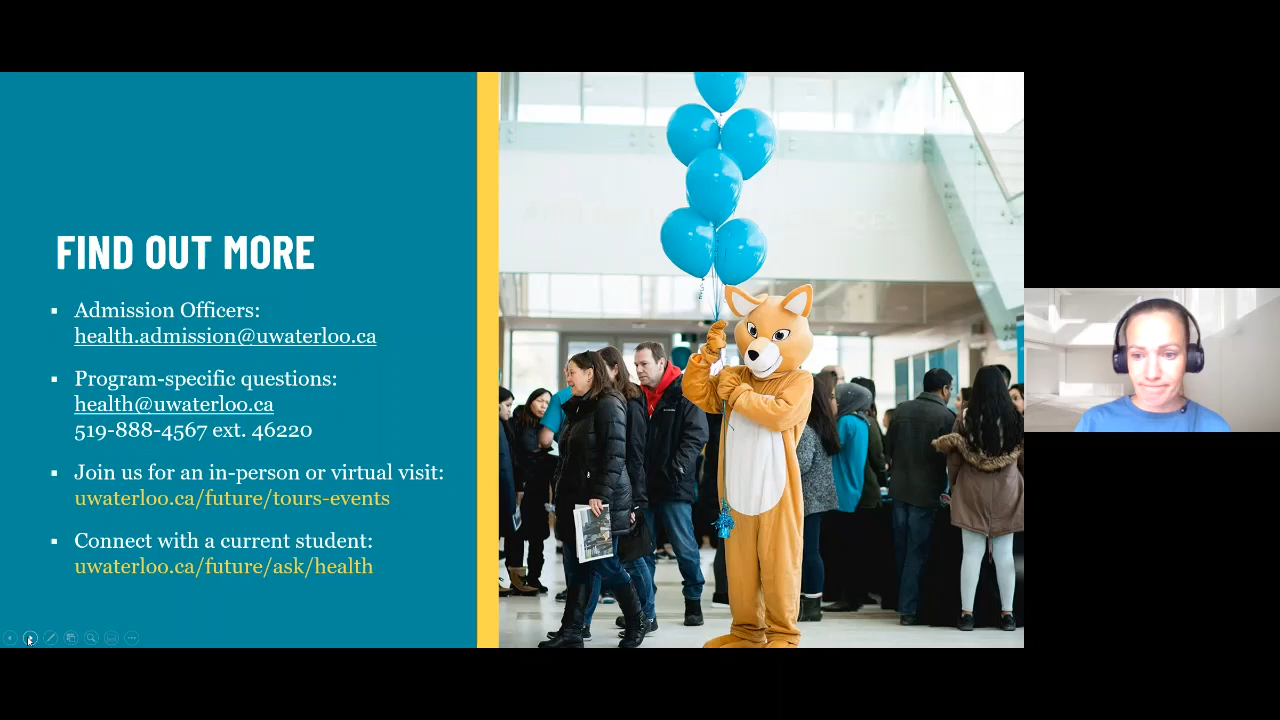 FIND OUT MORE
▪ Admission Officers:
health.admission@uwaterloo.ca
▪ Program-specific questions:
health@uwaterloo.ca
519-888-4567 ext. 46220
▪ Join us for an in-person or virtual visit:
uwaterloo.ca/future/tours-events
▪ Connect with a current student:
uwaterloo.ca/future/ask/health